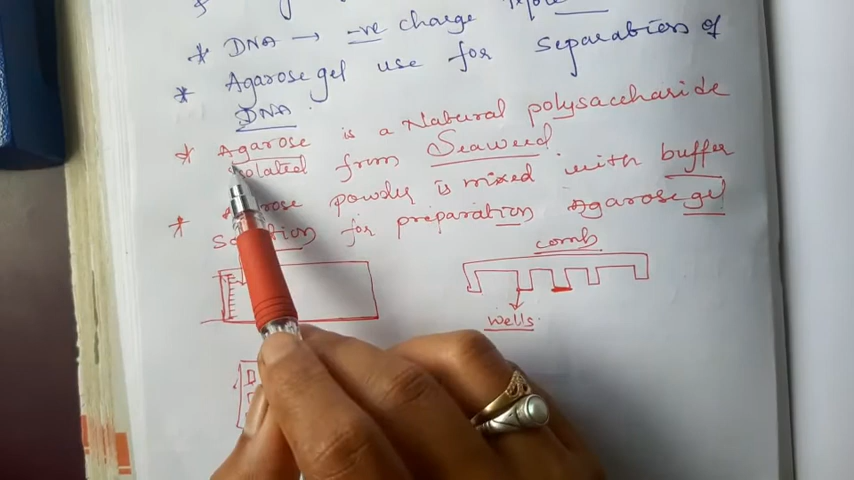 * DNA → -ve charge
* Agarose gel use for separation of
DNA.
* Agarose is a Natural polysaccharide
isolated from Seaweed
* Agarose powder is mixed with buffer
Solution for preparation Agarose gel
comb
wells